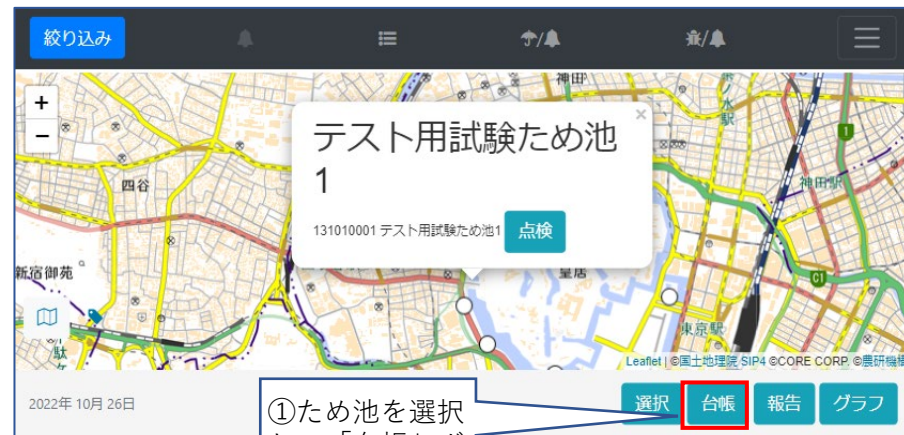 絞り込み
+
−
テスト用試験ため池
1
×
131010001 テスト用試験ため池1 点検
神田
神田駅
四谷
新宿御苑
皇居
東京駅
C1
1
Leaflet | ©国土地理院 SIP4 ©CORE CORP. ©農研機構
2022年 10月 26日
選択 台帳 報告 グラフ
①ため池を選択